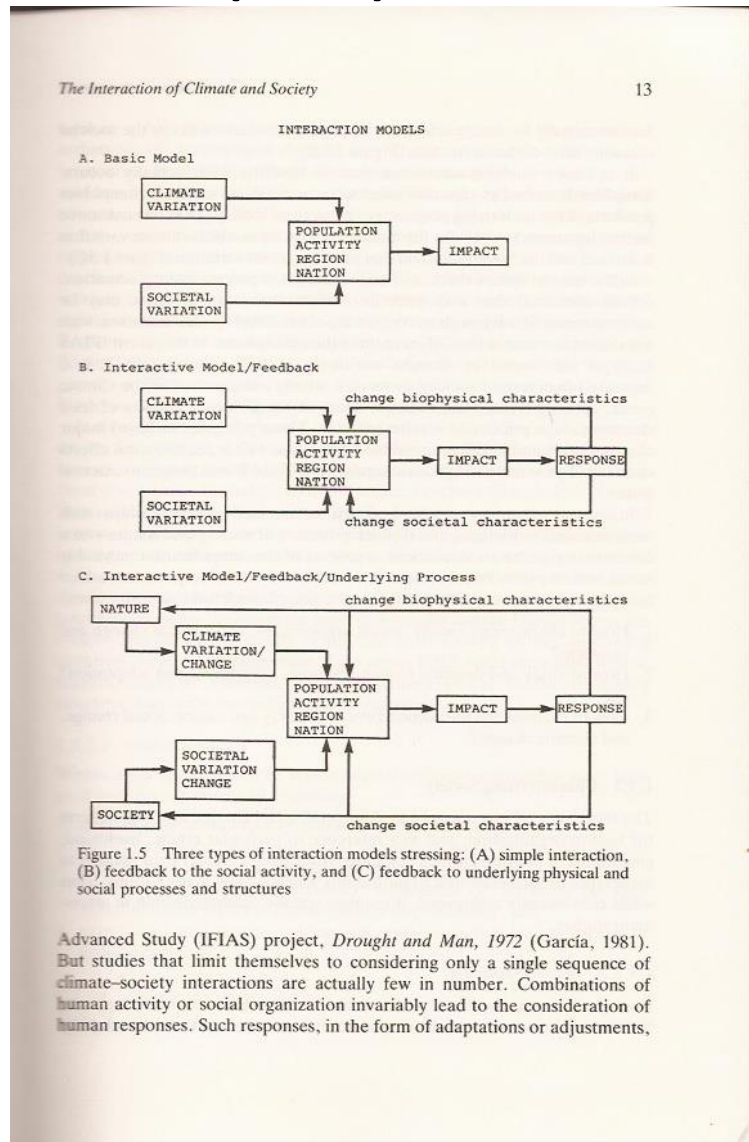 The Interaction of Climate and Society 13
INTERACTION MODELS
A. Basic Model
CLIMATE
VARIATION
POPULATION
ACTIVITY
REGION
NATION
IMPACT
SOCIETAL
VARIATION
B. Interactive Model/Feedback
CLIMATE
VARIATION
change biophysical characteristics
POPULATION
ACTIVITY
REGION
NATION
IMPACT
RESPONSE
SOCIETAL
VARIATION
change societal characteristics
C. Interactive Model/Feedback/Underlying Process
NATURE
change biophysical characteristics
CLIMATE
VARIATION/
CHANGE
POPULATION
ACTIVITY
REGION
NATION
IMPACT
RESPONSE
SOCIETAL
VARIATION
CHANGE
SOCIETY
change societal characteristics
Figure 1.5 Three types of interaction models stressing: (A) simple interaction,
(B) feedback to the social activity, and (C) feedback to underlying physical and
social processes and structures
Advanced Study (IFIAS) project, Drought and Man, 1972 (García, 1981).
But studies that limit themselves to considering only a single sequence of
climate–society interactions are actually few in number. Combinations of
human activity or social organization invariably lead to the consideration of
human responses. Such responses, in the form of adaptations or adjustments,